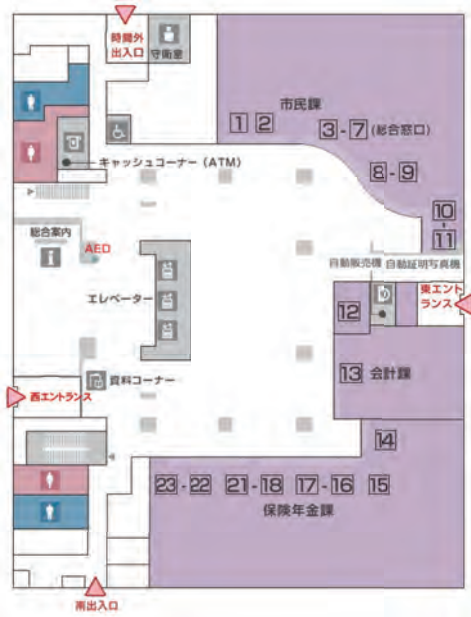 時間外
出入口
守衛室
市民課
1 2 3-7 (総合窓口)
8-9
キャッシュコーナー(ATM)
10
11
総合案内
AED
自動販売機 自動証明写真機
エレベーター
東エント
ランス
12
13 会計課
資料コーナー
西エントランス
14
23-22 21-18 17-16 15
保険年金課
南出入口